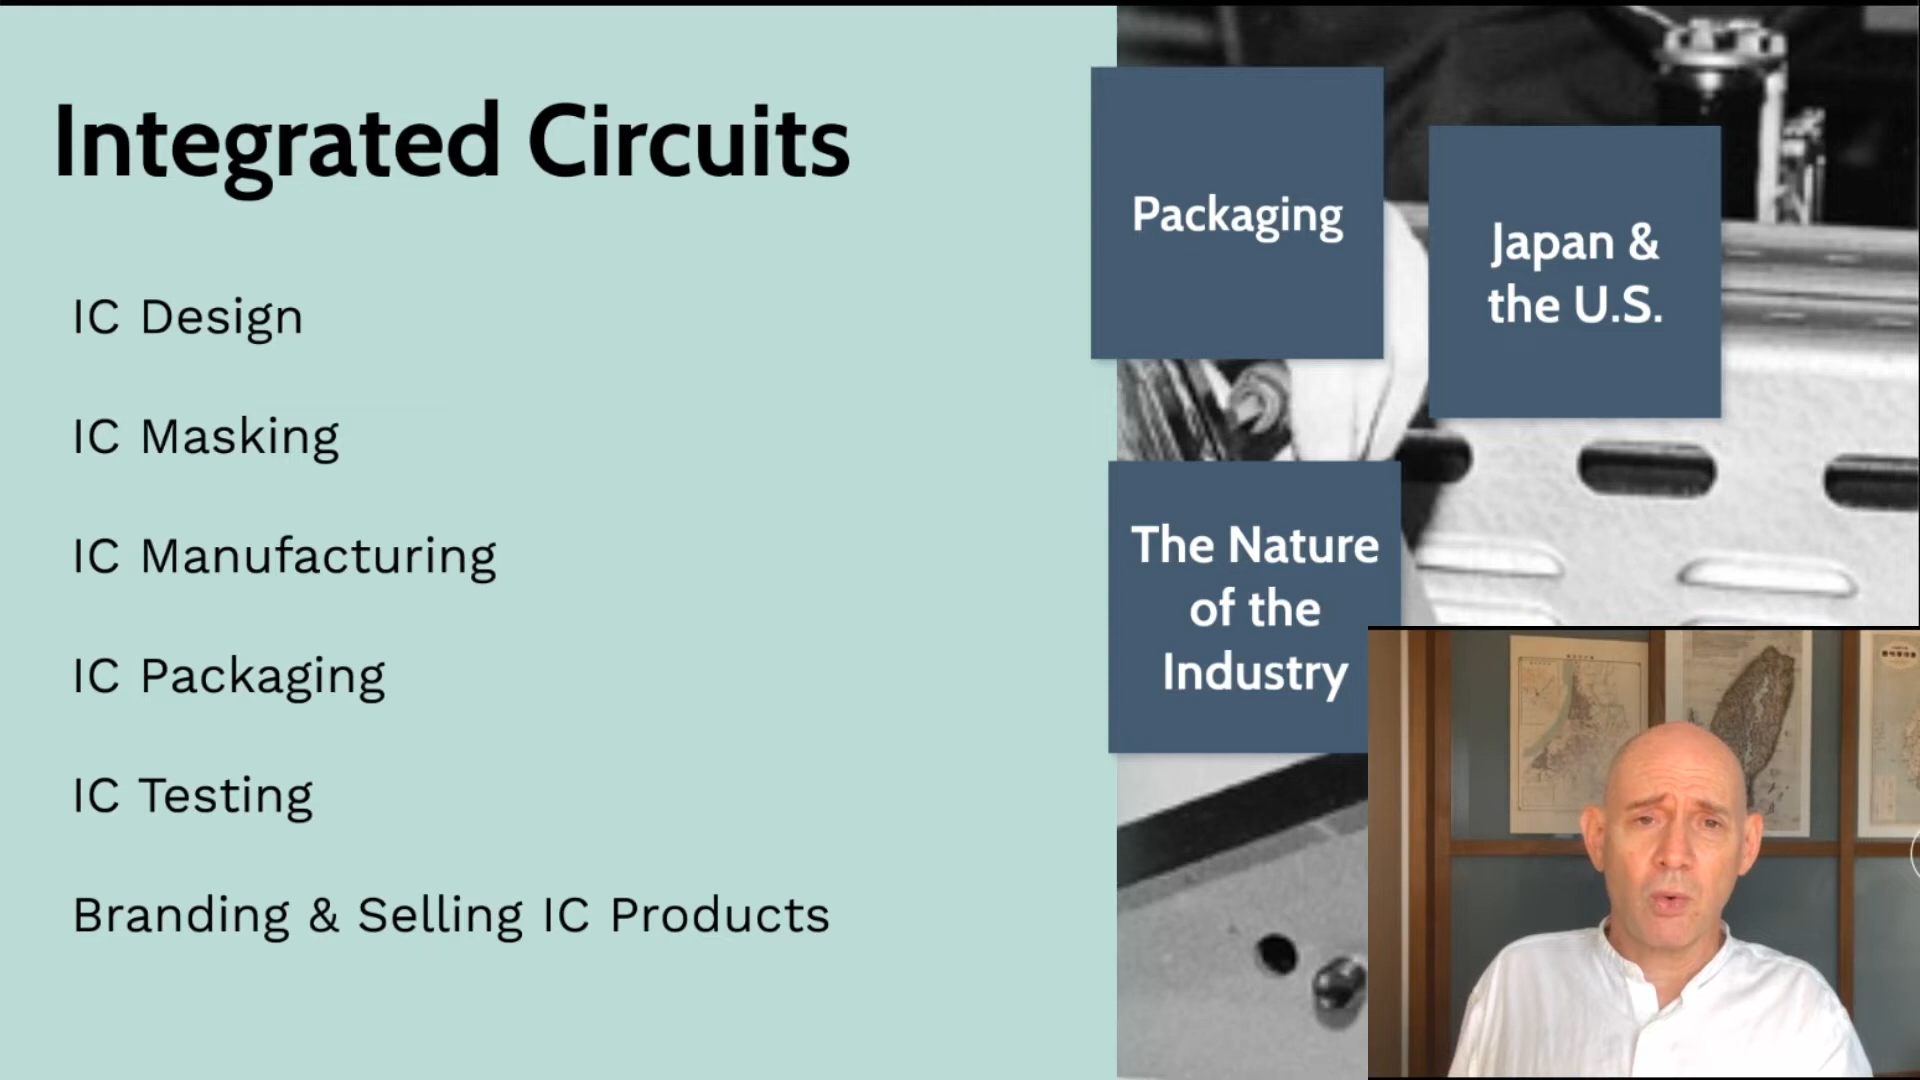 Integrated Circuits
IC Design
IC Masking
IC Manufacturing
IC Packaging
IC Testing
Branding & Selling IC Products
Packaging
Japan &
the U.S.
The Nature
of the
Industry